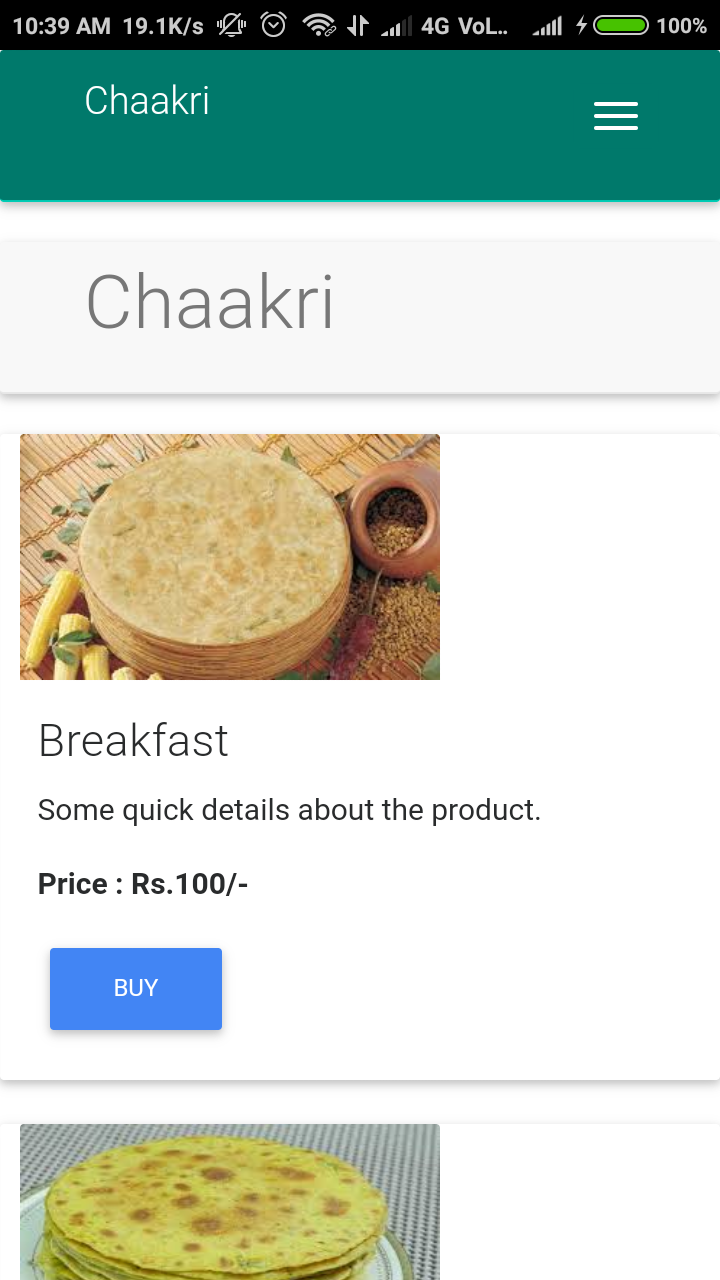 10:39 AM 19.1K/s 4G VoL.. 100%
Chaakri
Chaakri
Breakfast
Some quick details about the product.
Price : Rs.100/-
BUY